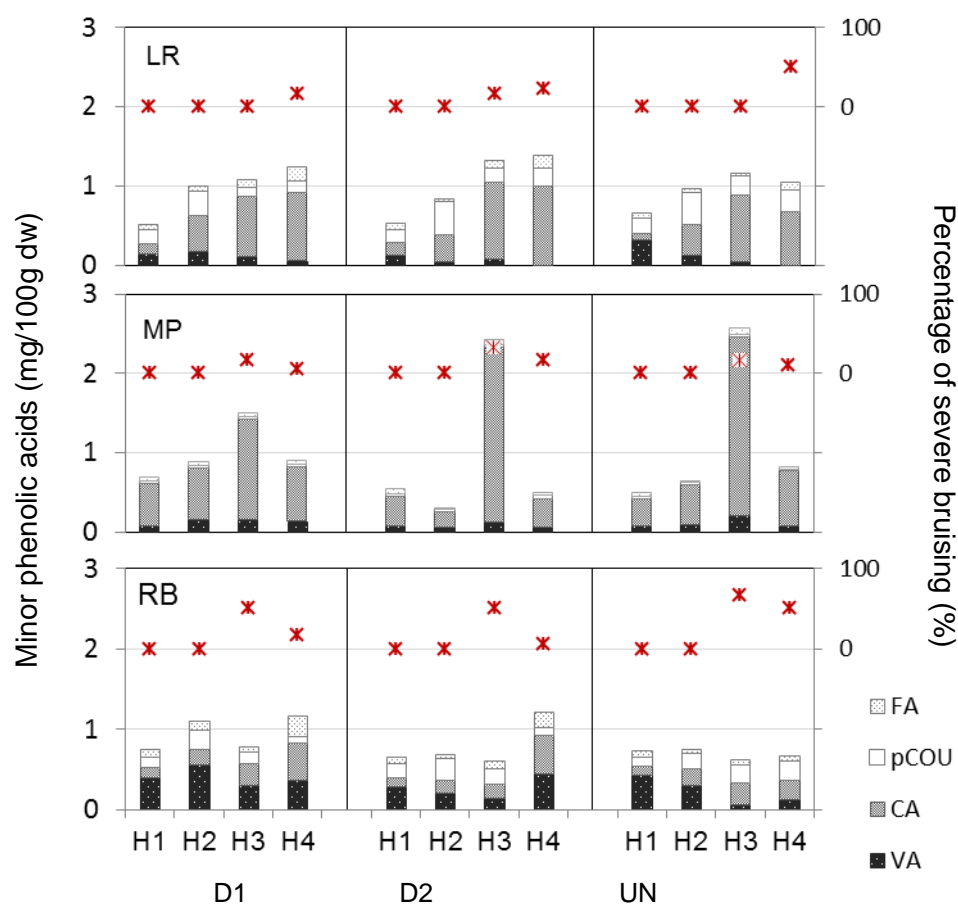 Minor phenolic acids (mg/100g dw)
Percentage of severe bruising (%)
3
LR
100
2
0
1
0
3
MP
100
2
0
1
0
3
RB
100
2
0
1
0
FA
pCOU
CA
VA
H1 H2 H3 H4 H1 H2 H3 H4 H1 H2 H3 H4
D1 D2 UN